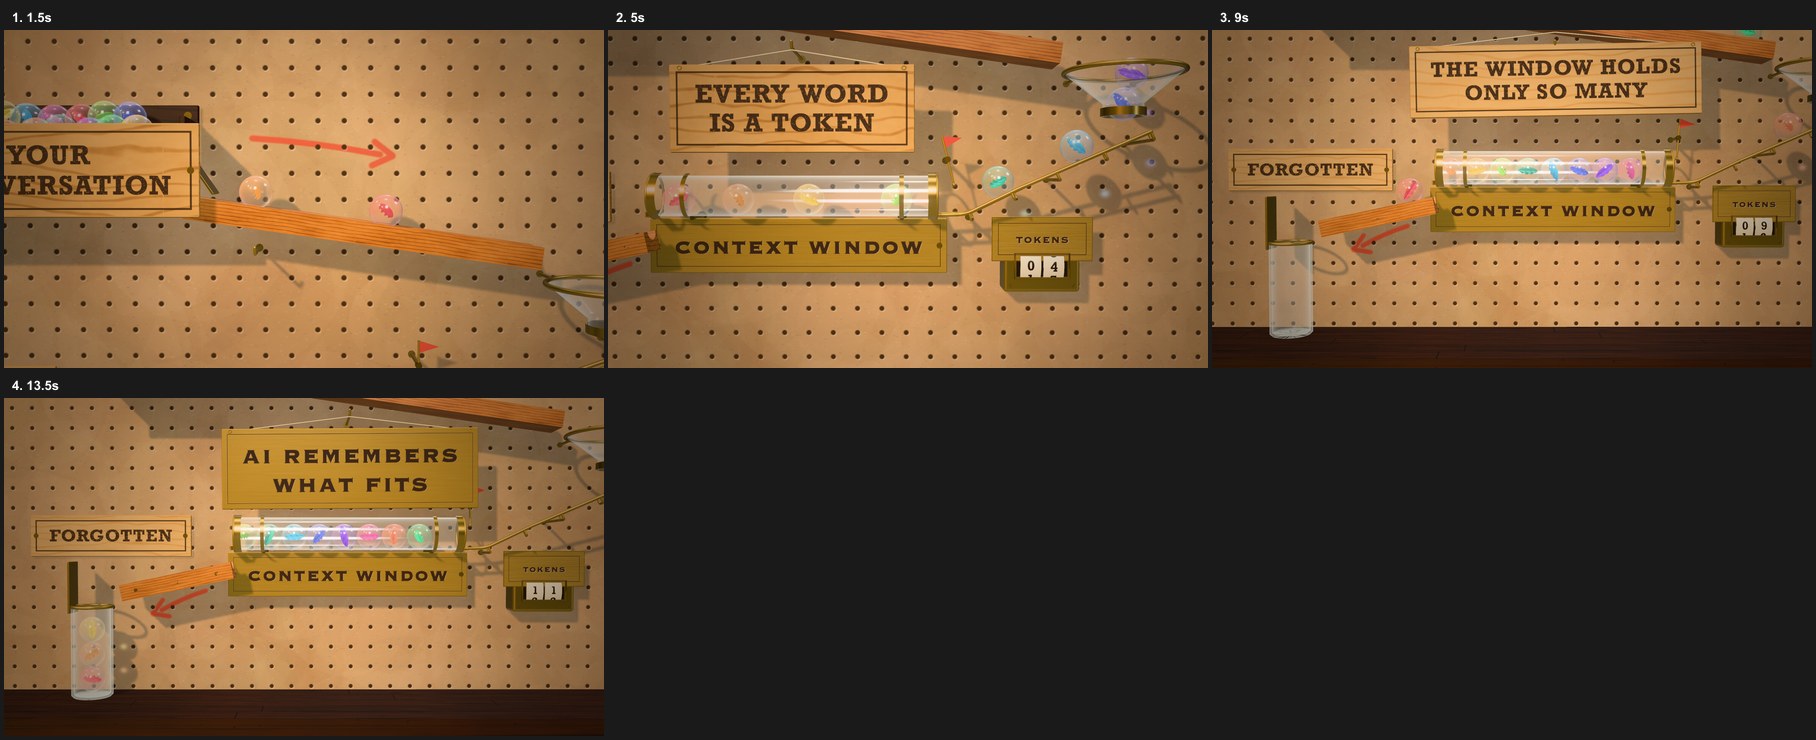 1. 1.5s
YOUR
VERSATION
2. 5s
EVERY WORD
IS A TOKEN
CONTEXT WINDOW
TOKENS
0 4
3. 9s
THE WINDOW HOLDS
ONLY SO MANY
FORGOTTEN
CONTEXT WINDOW
TOKENS
0 9
4. 13.5s
AI REMEMBERS
WHAT FITS
FORGOTTEN
CONTEXT WINDOW
TOKENS
1 1